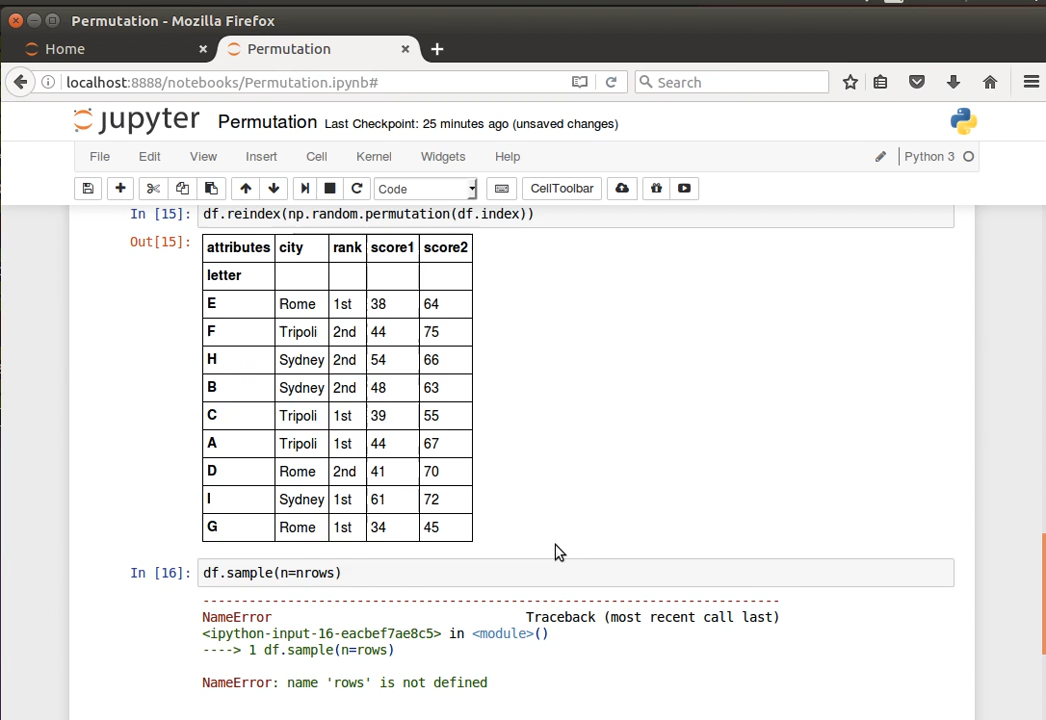 Permutation - Mozilla Firefox
Home × Permutation × +
localhost:8888/notebooks/Permutation.ipynb# Search
jupyter Permutation Last Checkpoint: 25 minutes ago (unsaved changes)
File Edit View Insert Cell Kernel Widgets Help Python 3
Code CellToolbar
In [15]: df.reindex(np.random.permutation(df.index))
Out[15]:
attributes city rank score1 score2
letter
E Rome 1st 38 64
F Tripoli 2nd 44 75
H Sydney 2nd 54 66
B Sydney 2nd 48 63
C Tripoli 1st 39 55
A Tripoli 1st 44 67
D Rome 2nd 41 70
I Sydney 1st 61 72
G Rome 1st 34 45
In [16]: df.sample(n=nrows)
---------------------------------------------------------------------------
NameError Traceback (most recent call last)
<ipython-input-16-eacbef7ae8c5> in <module>()
----> 1 df.sample(n=rows)
NameError: name 'rows' is not defined